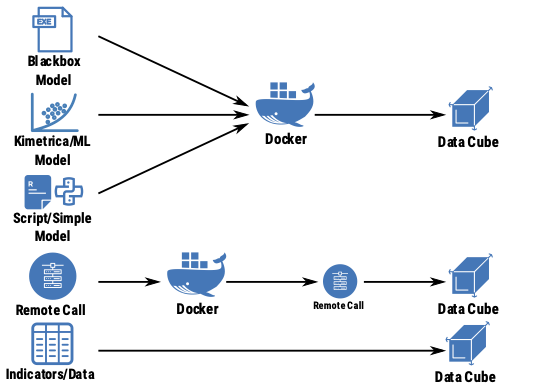 EXE
Blackbox
Model
Kimetrica/ML
Model
Docker
Data Cube
R
Script/Simple
Model
Remote Call
Docker
Remote Call
Data Cube
Indicators/Data
Data Cube